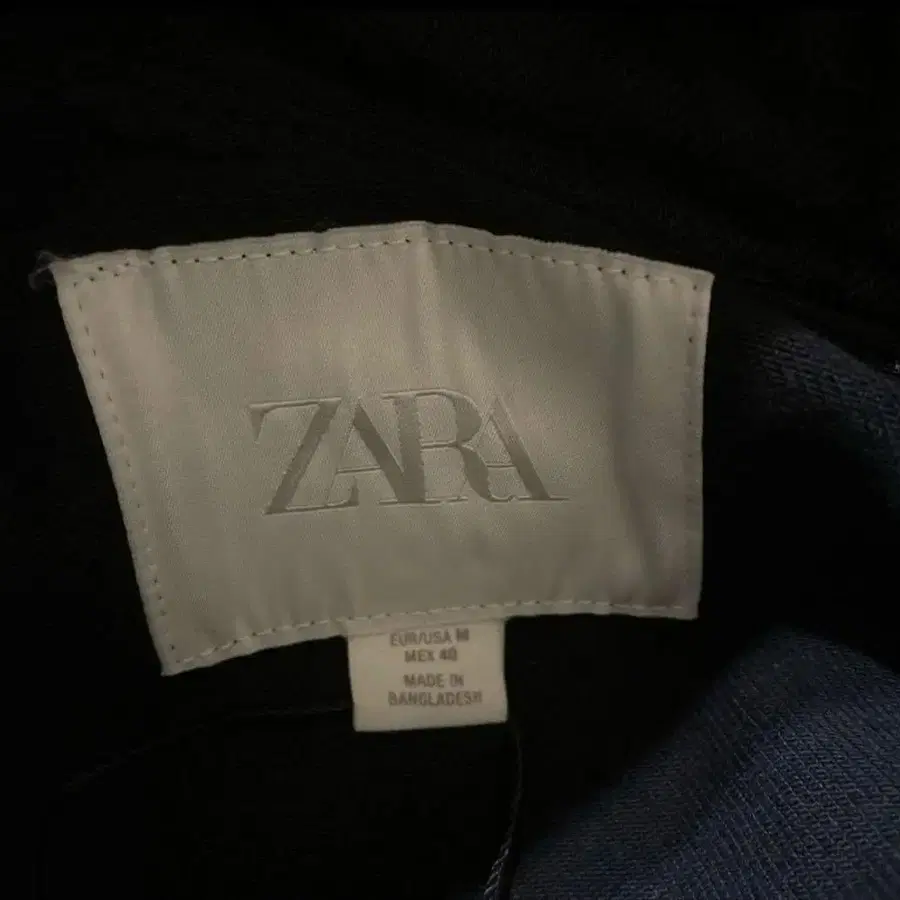 ZARA
EUR/USA M
MEX 40
MADE IN
BANGLADESH